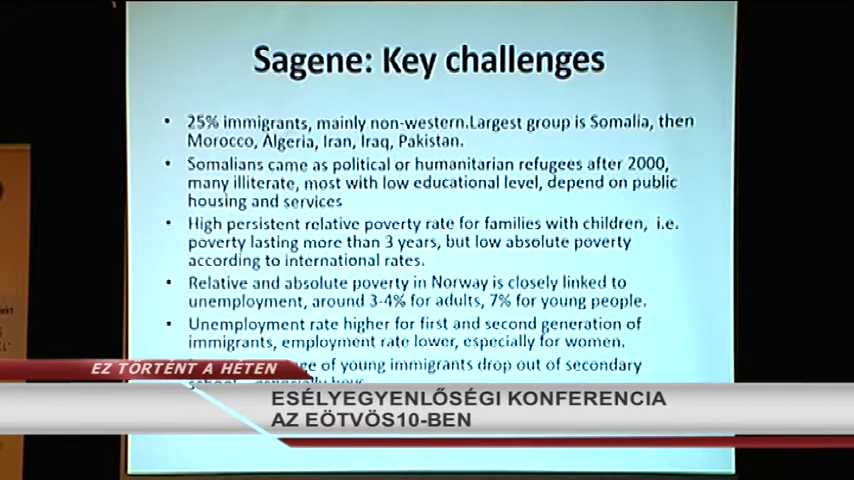 Sagene: Key challenges
• 25% immigrants, mainly non-western.Largest group is Somalia, then
Morocco, Algeria, Iran, Iraq, Pakistan.
• Somalians came as political or humanitarian refugees after 2000,
many illiterate, most with low educational level, depend on public
housing and services
• High persistent relative poverty rate for families with children, i.e.
poverty lasting more than 3 years, but low absolute poverty
according to international rates.
• Relative and absolute poverty in Norway is closely linked to
unemployment, around 3-4% for adults, 7% for young people.
• Unemployment rate higher for first and second generation of
immigrants, employment rate lower, especially for women.
of young immigrants drop out of secondary
EZ TÖRTÉNT A HÉTEN
ESÉLYEGYENLŐSÉGI KONFERENCIA
AZ EÖTVÖS10-BEN